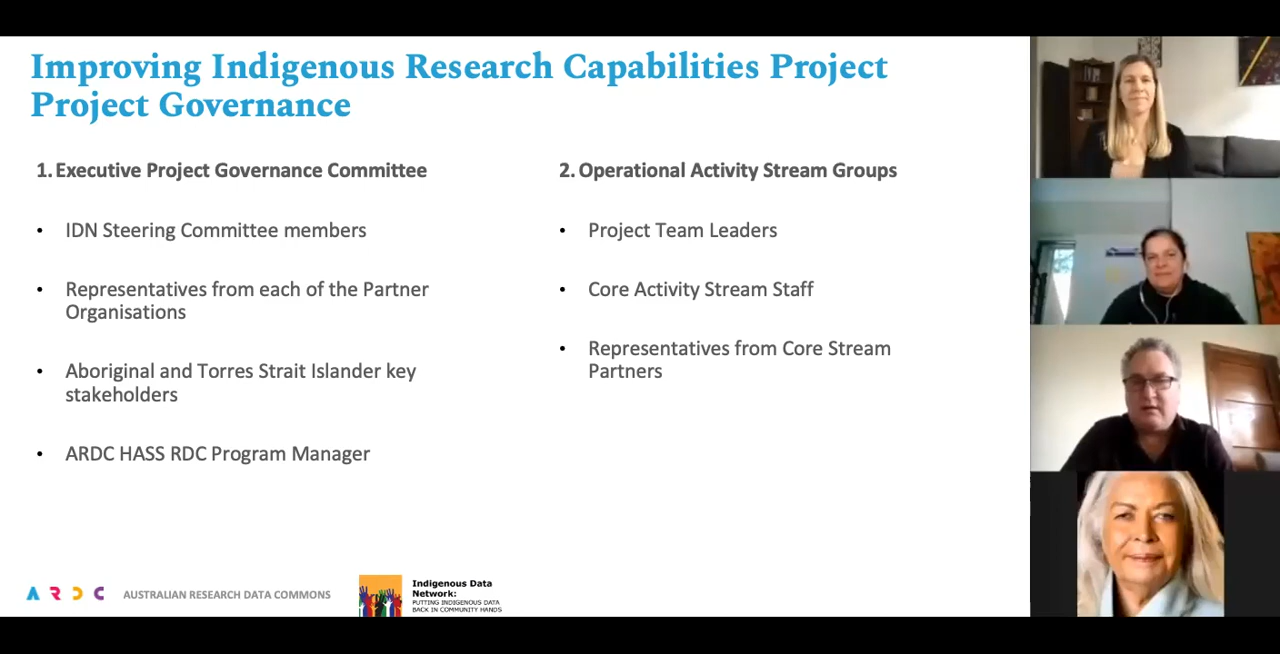 Improving Indigenous Research Capabilities Project
Project Governance
1. Executive Project Governance Committee
• IDN Steering Committee members
• Representatives from each of the Partner
Organisations
• Aboriginal and Torres Strait Islander key
stakeholders
• ARDC HASS RDC Program Manager
2. Operational Activity Stream Groups
• Project Team Leaders
• Core Activity Stream Staff
• Representatives from Core Stream
Partners
ARDC AUSTRALIAN RESEARCH DATA COMMONS
Indigenous Data
Network:
PUTTING INDIGENOUS DATA
BACK IN COMMUNITY HANDS